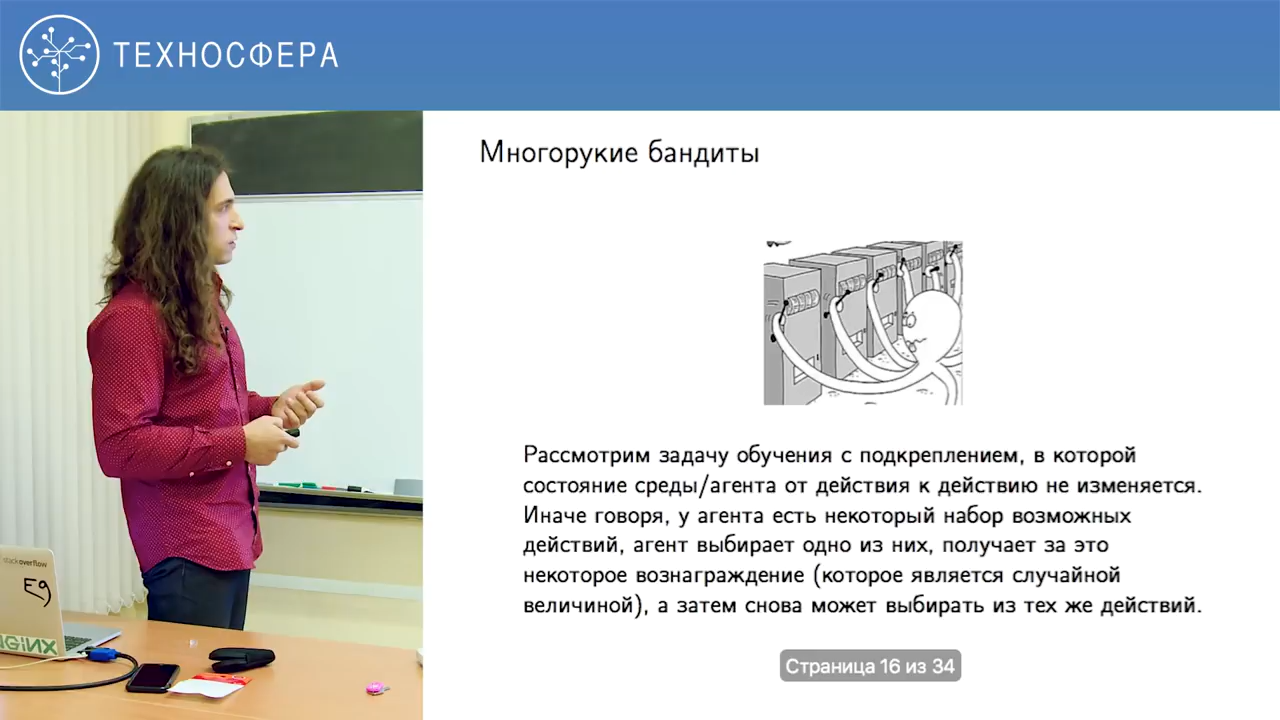 ТЕХНОСФЕРА
Многорукие бандиты
Рассмотрим задачу обучения с подкреплением, в которой
состояние среды/агента от действия к действию не изменяется.
Иначе говоря, у агента есть некоторый набор возможных
действий, агент выбирает одно из них, получает за это
некоторое вознаграждение (которое является случайной
величиной), а затем снова может выбирать из тех же действий.
Страница 16 из 34
stackoverflow
NGINX